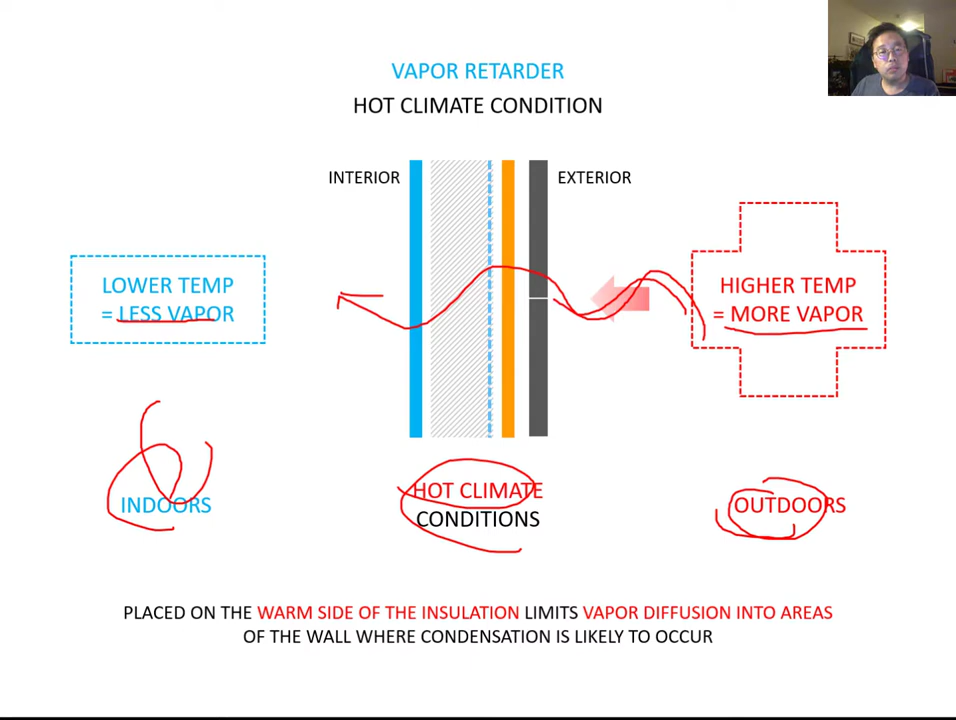 VAPOR RETARDER
HOT CLIMATE CONDITION
INTERIOR
EXTERIOR
LOWER TEMP
= LESS VAPOR
HIGHER TEMP
= MORE VAPOR
INDOORS
HOT CLIMATE
CONDITIONS
OUTDOORS
PLACED ON THE WARM SIDE OF THE INSULATION LIMITS VAPOR DIFFUSION INTO AREAS
OF THE WALL WHERE CONDENSATION IS LIKELY TO OCCUR